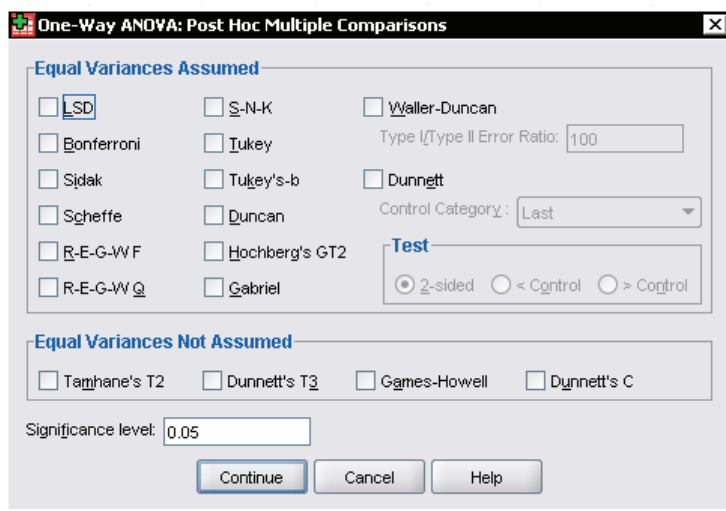 One-Way ANOVA: Post Hoc Multiple Comparisons
Equal Variances Assumed
LSD
S-N-K
Waller-Duncan
Bonferroni
Tukey
Type I/Type II Error Ratio: 100
Sidak
Tukey's-b
Dunnett
Scheffe
Duncan
Control Category: Last
R-E-G-W F
Hochberg's GT2
Test
R-E-G-W Q
Gabriel
2-sided < Control > Control
Equal Variances Not Assumed
Tamhane's T2 Dunnett's T3 Games-Howell Dunnett's C
Significance level: 0.05
Continue Cancel Help